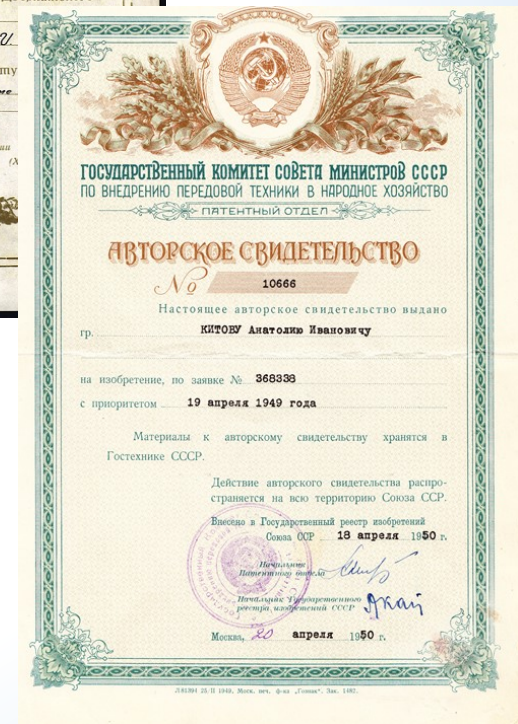 ГОСУДАРСТВЕННЫЙ КОМИТЕТ СОВЕТА МИНИСТРОВ СССР
ПО ВНЕДРЕНИЮ ПЕРЕДОВОЙ ТЕХНИКИ В НАРОДНОЕ ХОЗЯЙСТВО
ПАТЕНТНЫЙ ОТДЕЛ
АВТОРСКОЕ СВИДЕТЕЛЬСТВО
№ 10666
Настоящее авторское свидетельство выдано
гр. КИТОВУ Анатолию Ивановичу
на изобретение, по заявке № 368338
с приоритетом 19 апреля 1949 года
Материалы к авторскому свидетельству хранятся в
Гостехнике СССР.
Действие авторского свидетельства распро-
страняется на всю территорию Союза ССР.
Внесено в Государственный реестр изобретений
Союза ССР 18 апреля 1950 г.
Начальник
Патентного отдела
Начальник Государственного
реестра изобретений СССР
Москва, 20 апреля 1950 г.